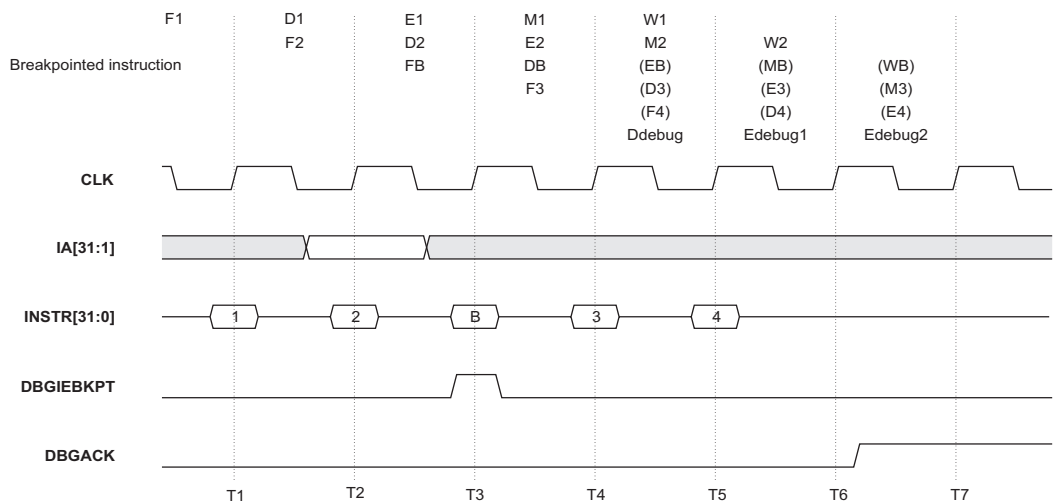 F1 D1 E1 M1 W1
F2 D2 E2 M2 W2
Breakpointed instruction FB DB (EB) (MB) (WB)
F3 (D3) (E3) (M3)
(F4) (D4) (E4)
Ddebug Edebug1 Edebug2
CLK
IA[31:1]
INSTR[31:0] 1 2 B 3 4
DBGIEBKPT
DBGACK
T1 T2 T3 T4 T5 T6 T7